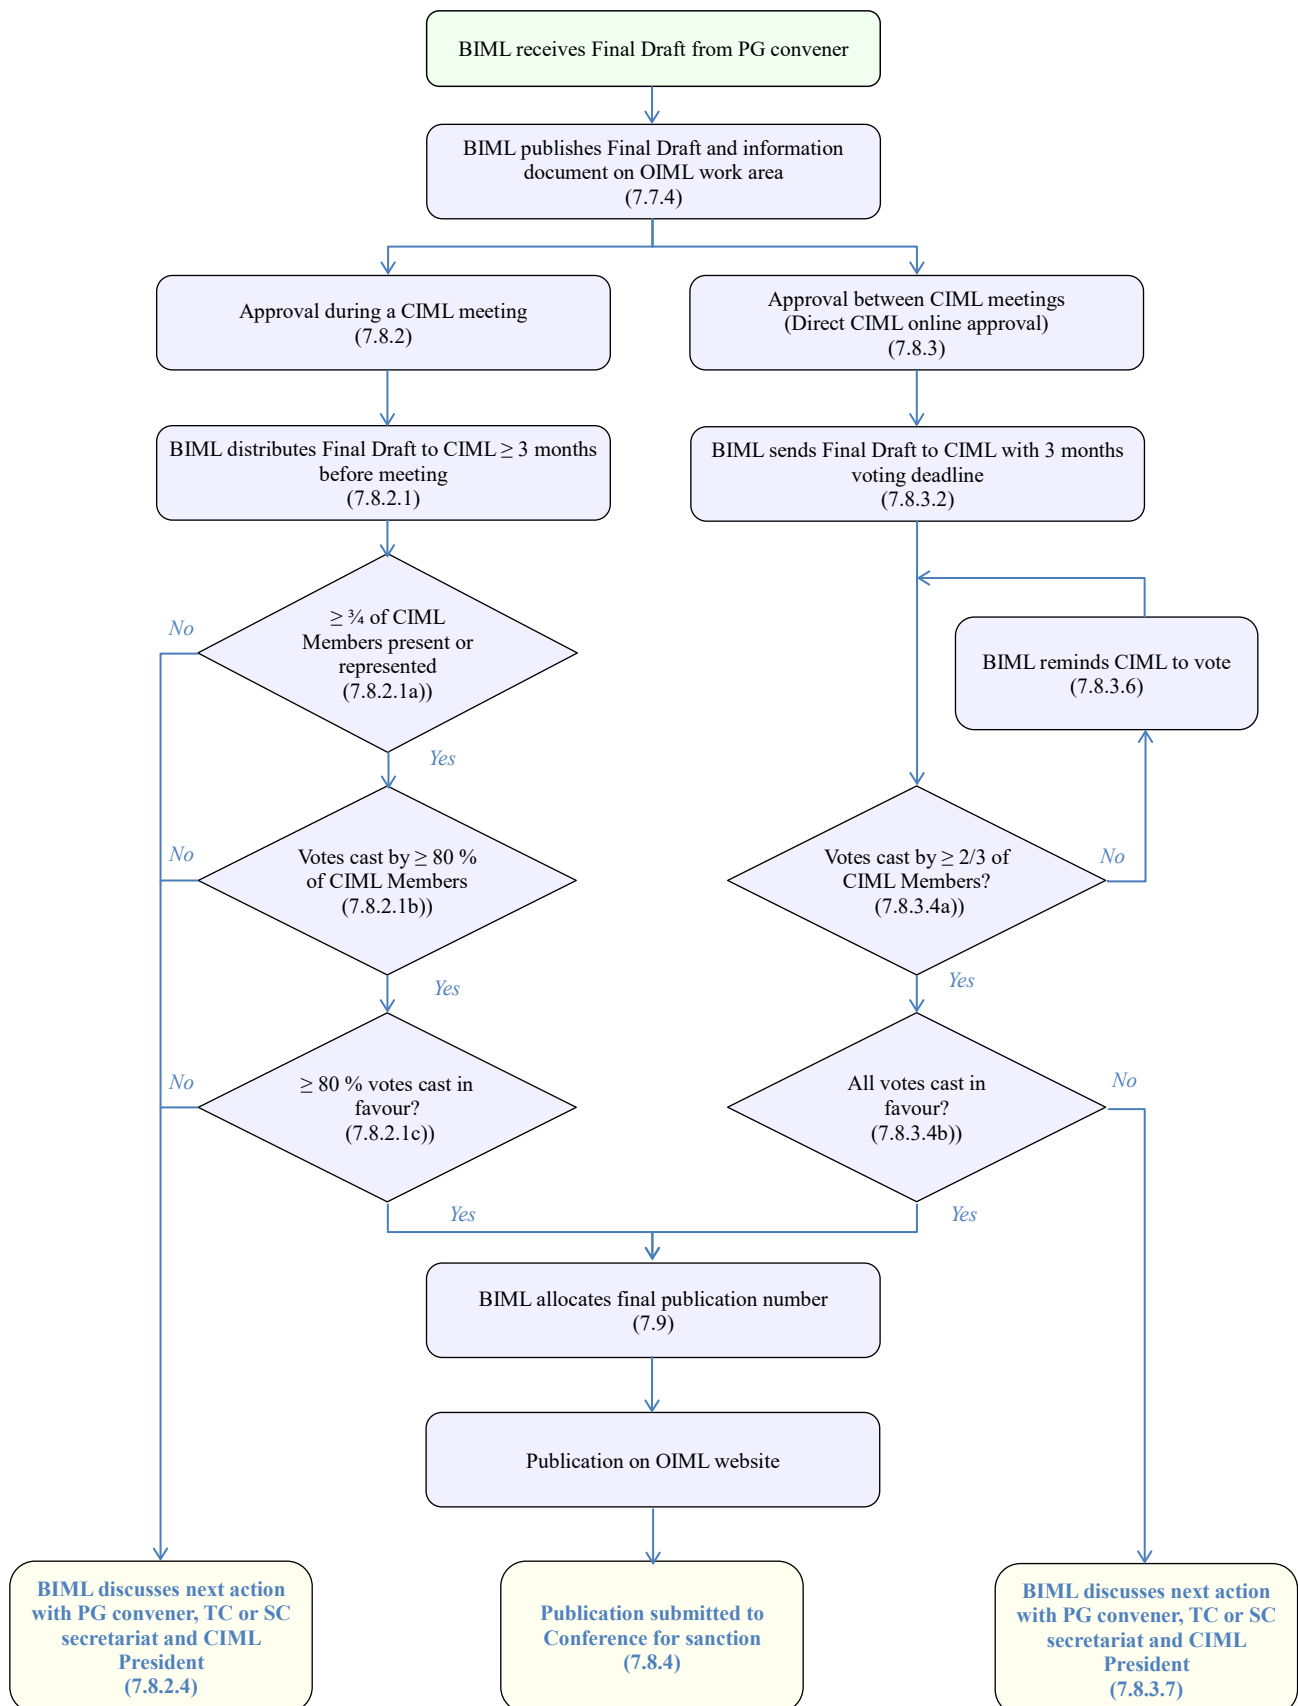 BIML receives Final Draft from PG convener
BIML publishes Final Draft and information
document on OIML work area
(7.7.4)
Approval during a CIML meeting
(7.8.2)
Approval between CIML meetings
(Direct CIML online approval)
(7.8.3)
BIML distributes Final Draft to CIML ≥ 3 months
before meeting
(7.8.2.1)
BIML sends Final Draft to CIML with 3 months
voting deadline
(7.8.3.2)
≥ ¾ of CIML
Members present or
represented
(7.8.2.1a))
No
Yes
BIML reminds CIML to vote
(7.8.3.6)
Votes cast by ≥ 80 %
of CIML Members
(7.8.2.1b))
No
Yes
Votes cast by ≥ 2/3 of
CIML Members?
(7.8.3.4a))
No
Yes
≥ 80 % votes cast in
favour?
(7.8.2.1c))
No
Yes
All votes cast in
favour?
(7.8.3.4b))
No
Yes
BIML allocates final publication number
(7.9)
Publication on OIML website
BIML discusses next action
with PG convener, TC or SC
secretariat and CIML
President
(7.8.2.4)
Publication submitted to
Conference for sanction
(7.8.4)
BIML discusses next action
with PG convener, TC or SC
secretariat and CIML
President
(7.8.3.7)